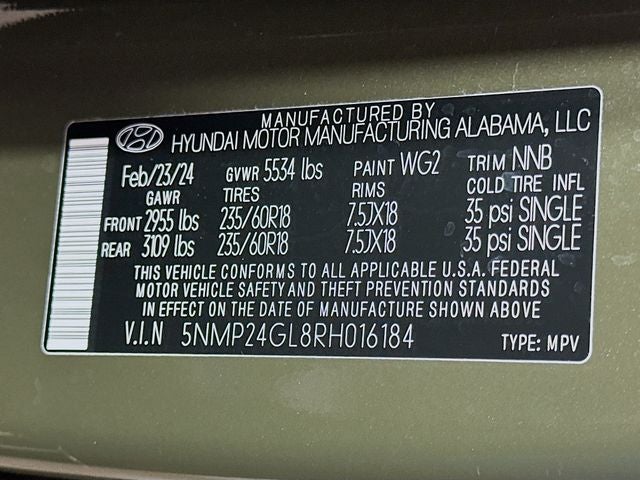 MANUFACTURED BY
HYUNDAI MOTOR MANUFACTURING ALABAMA, LLC
Feb/23/24 GVWR 5534 lbs PAINT WG2 TRIM NNB
GAWR TIRES RIMS COLD TIRE INFL
FRONT 2955 lbs 235/60R18 7.5JX18 35 psi SINGLE
REAR 3109 lbs 235/60R18 7.5JX18 35 psi SINGLE
THIS VEHICLE CONFORMS TO ALL APPLICABLE U.S.A. FEDERAL
MOTOR VEHICLE SAFETY AND THEFT PREVENTION STANDARDS
IN EFFECT ON THE DATE OF MANUFACTURE SHOWN ABOVE
V.I.N 5NMP24GL8RH016184 TYPE: MPV